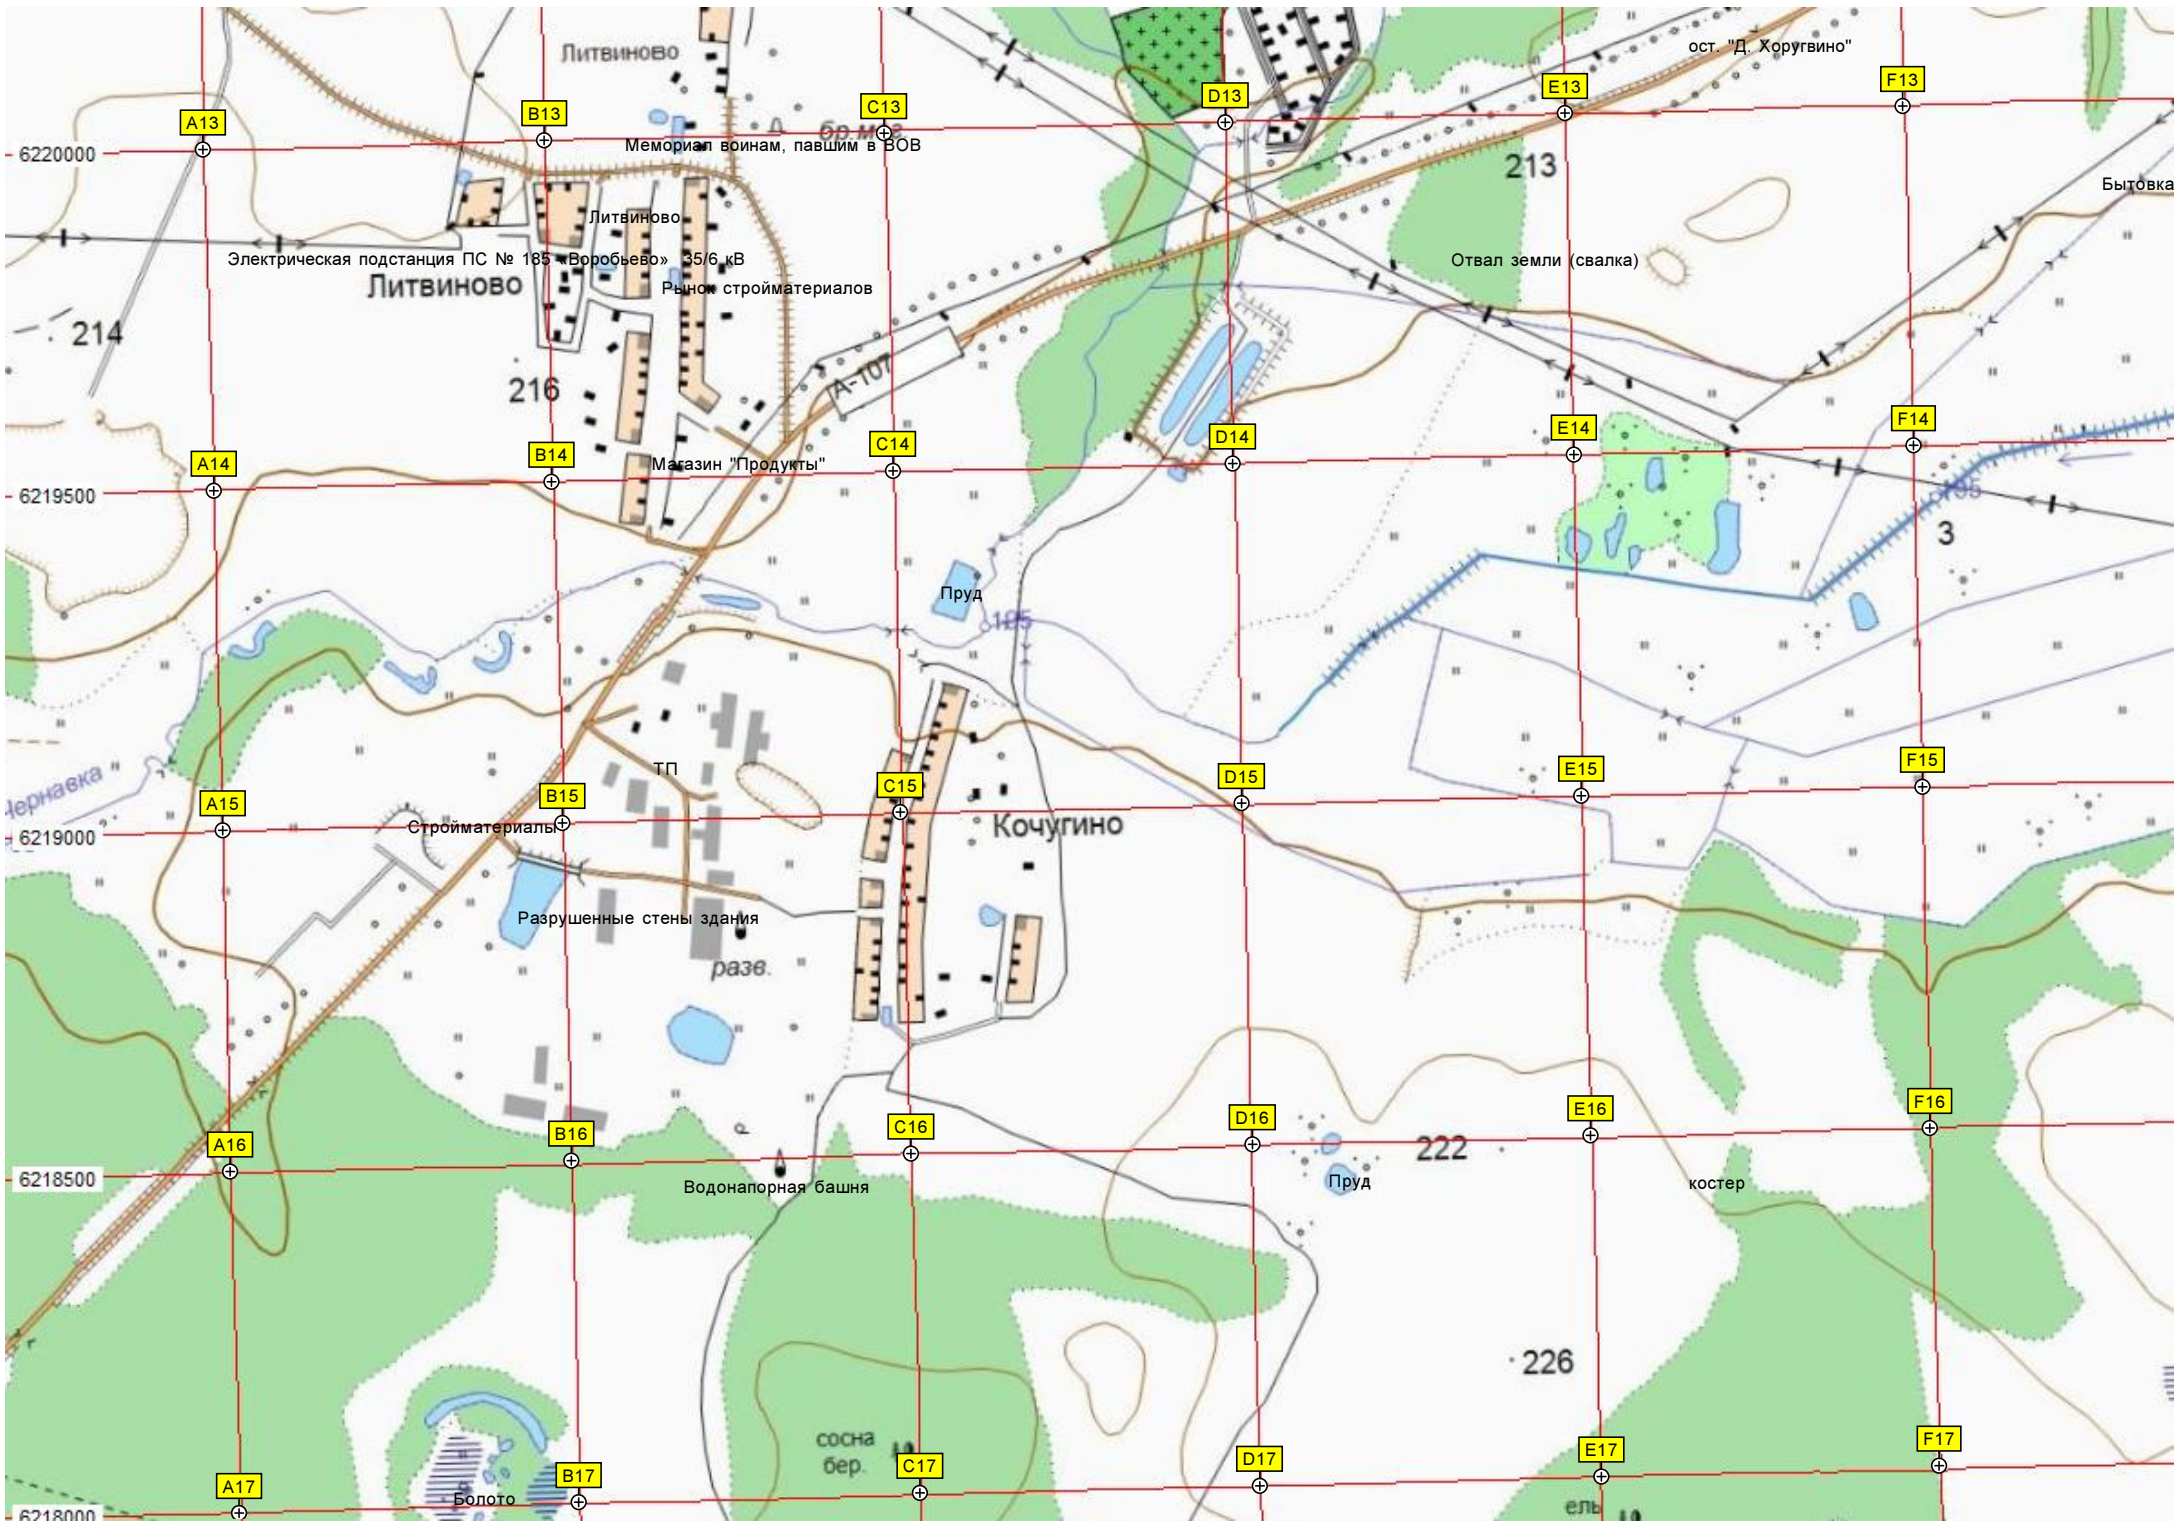 Литвиново
ост. "Д. Хоругвино"
A13
B13
C13
D13
E13
F13
6220000
бр.м
Мемориал воинам, павшим в ВОВ
213
Бытовка
Литвиново
Электрическая подстанция ПС № 185 «Воробьево» 35/6 кВ
Отвал земли (свалка)
Литвиново
Рынок стройматериалов
214
216
А-107
A14
B14
C14
D14
E14
F14
Магазин "Продукты"
6219500
195
3
Пруд
185
ТП
Чернавка
A15
B15
C15
D15
E15
F15
6219000
Стройматериалы
Кочугино
Разрушенные стены здания
разв.
A16
B16
C16
D16
E16
F16
222
6218500
Водонапорная башня
Пруд
костер
226
сосна
бер.
A17
B17
C17
D17
E17
F17
Болото
ель
6218000